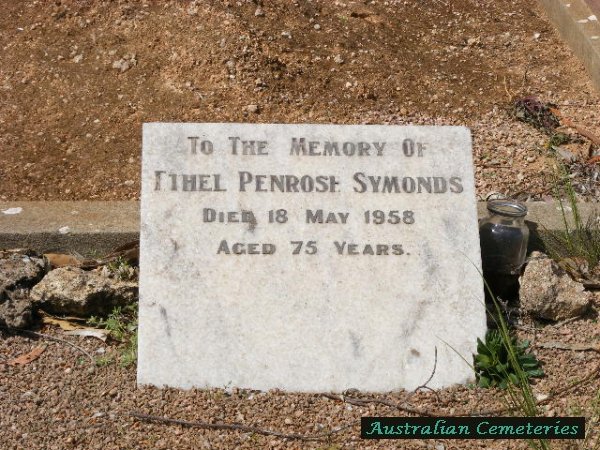 To The Memory Of
Ethel Penrose Symonds
Died 18 May 1958
Aged 75 Years.
Australian Cemeteries